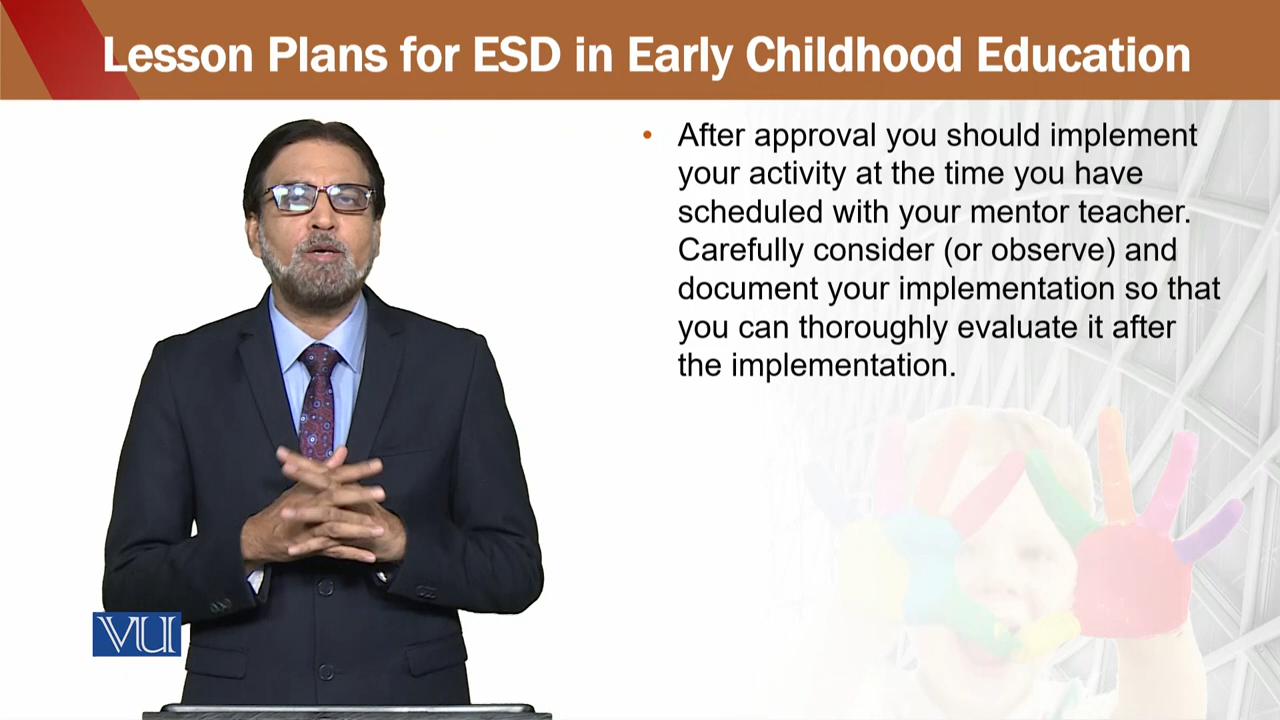 Lesson Plans for ESD in Early Childhood Education
• After approval you should implement
your activity at the time you have
scheduled with your mentor teacher.
Carefully consider (or observe) and
document your implementation so that
you can thoroughly evaluate it after
the implementation.
VU